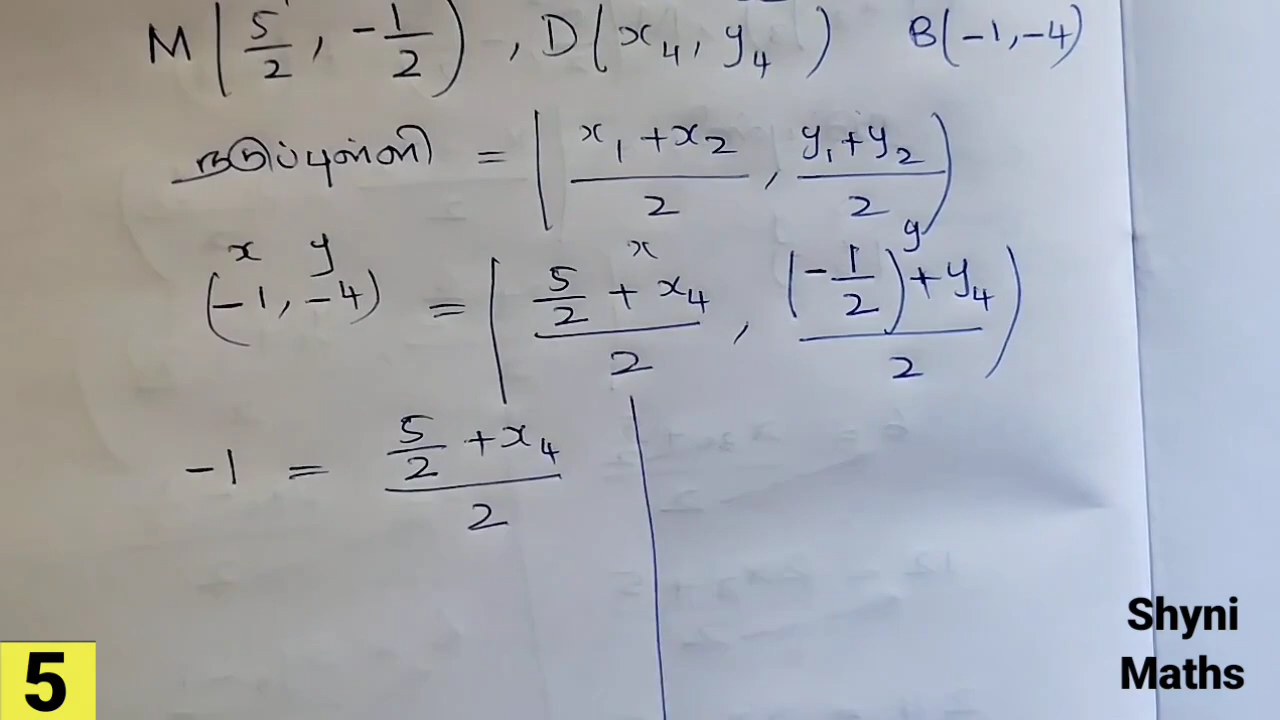 M(5/2, -1/2), D(x₄, y₄) B(-1,-4)
நடுப்புள்ளி = (x₁+x₂/2, y₁+y₂/2)
x y x y
(-1, -4) = (5/2 + x₄/2, (-1/2)+y₄/2)
-1 = 5/2 +x₄/2
Shyni
Maths
5